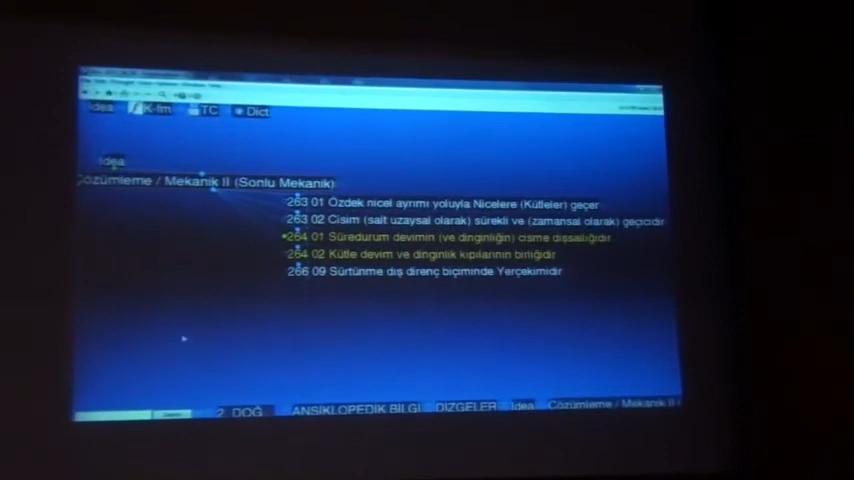 Idea K-fm TC Dict
Idea
Çözümleme / Mekanik II (Sonlu Mekanik)
263 01 Özdek nicel ayrımı yoluyla Nicelere (Kütleler) geçer
263 02 Cisim (salt uzaysal olarak) sürekli ve (zamansal olarak) geçicidir
264 01 Süredurum devimin (ve dinginliğin) cisme dışsallığıdır
264 02 Kütle devim ve dinginlik kıpılarının birliğidir
266 09 Sürtünme dış direnç biçiminde Yerçekimidir
2. DOĞ ANSİKLOPEDİK BİLGİ DİZGELER Idea Çözümleme / Mekanik II (